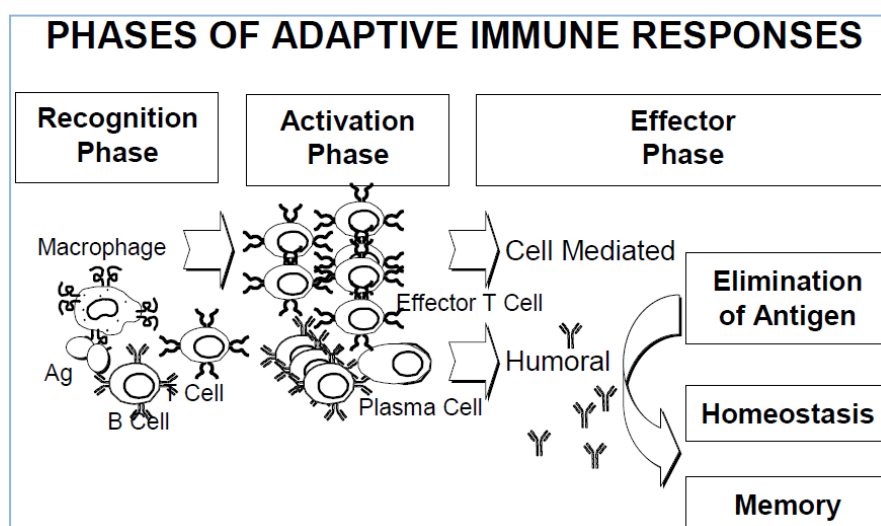 PHASES OF ADAPTIVE IMMUNE RESPONSES
Recognition
Phase
Activation
Phase
Effector
Phase
Macrophage
Ag
B Cell
T Cell
Effector T Cell
Plasma Cell
Cell Mediated
Humoral
Elimination
of Antigen
Homeostasis
Memory